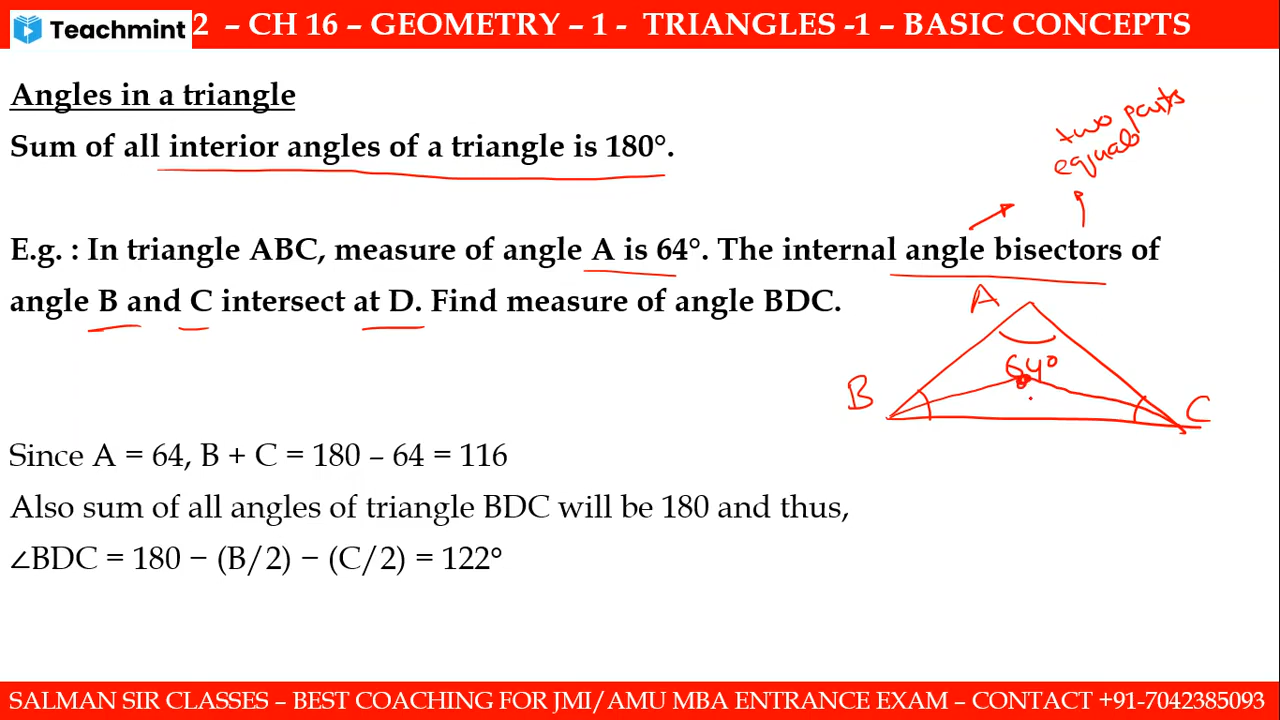 Teachmint
2 – CH 16 – GEOMETRY – 1 - TRIANGLES -1 – BASIC CONCEPTS
Angles in a triangle
Sum of all interior angles of a triangle is 180°.
two parts
equal
E.g. : In triangle ABC, measure of angle A is 64°. The internal angle bisectors of
angle B and C intersect at D. Find measure of angle BDC.
A
64°
B
C
Since A = 64, B + C = 180 – 64 = 116
Also sum of all angles of triangle BDC will be 180 and thus,
∠BDC = 180 − (B/2) − (C/2) = 122°
SALMAN SIR CLASSES – BEST COACHING FOR JMI/AMU MBA ENTRANCE EXAM – CONTACT +91-7042385093